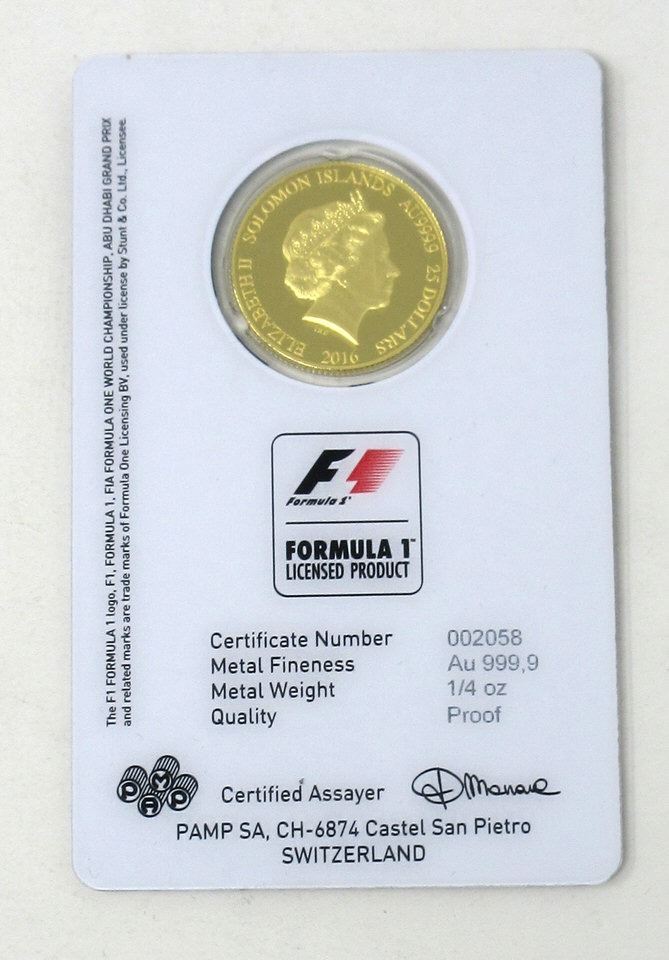 The F1 FORMULA 1 logo, F1, FORMULA 1, FIA FORMULA ONE WORLD CHAMPIONSHIP, ABU DHABI GRAND PRIX
and related marks are trade marks of Formula One Licensing BV, used under license by Stunt & Co. Ltd., Licensee.
ELIZABETH II SOLOMON ISLANDS AU9999 25 DOLLARS
2016
F1
Formula 1®
FORMULA 1™
LICENSED PRODUCT
Certificate Number 002058
Metal Fineness Au 999,9
Metal Weight 1/4 oz
Quality Proof
PAMP
Certified Assayer
PAMP SA, CH-6874 Castel San Pietro
SWITZERLAND